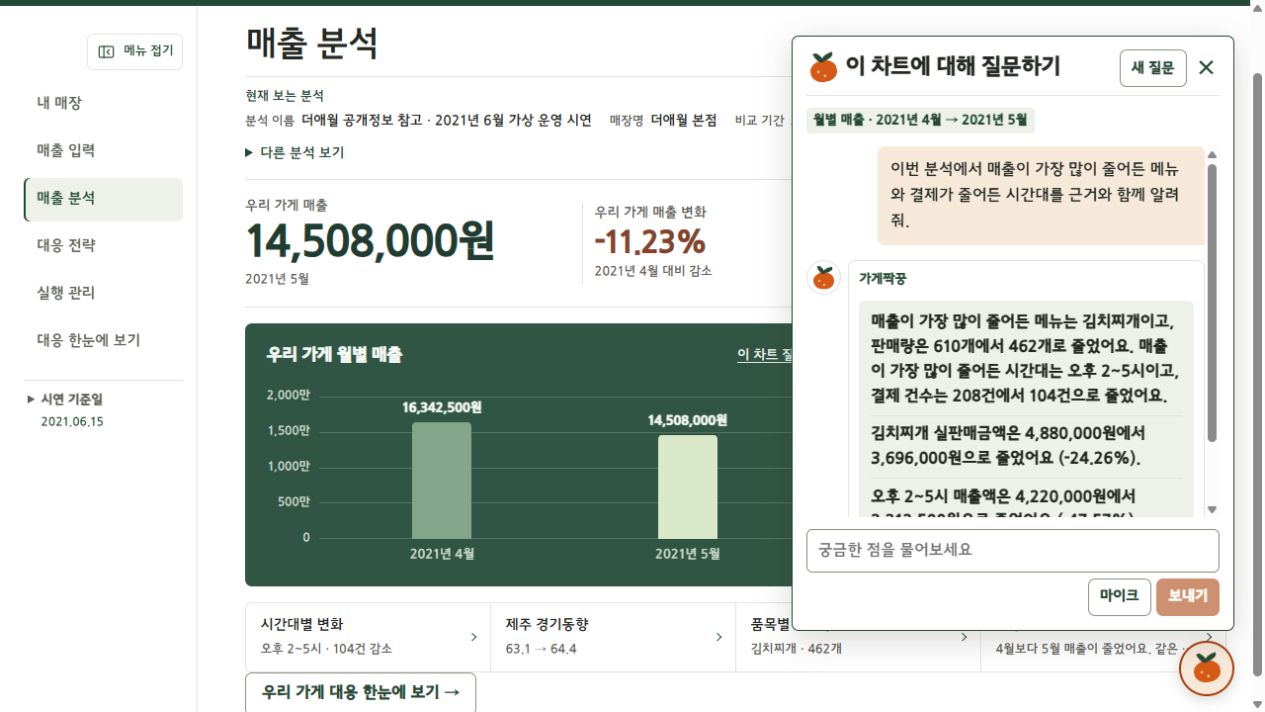 메뉴 접기
내 매장
매출 입력
매출 분석
대응 전략
실행 관리
대응 한눈에 보기
▶ 시연 기준일
2021.06.15
매출 분석
현재 보는 분석
분석 이름 더애월 공개정보 참고 · 2021년 6월 가상 운영 시연 매장명 더애월 본점 비교 기간
▶ 다른 분석 보기
우리 가게 매출
14,508,000원
2021년 5월
우리 가게 매출 변화
-11.23%
2021년 4월 대비 감소
우리 가게 월별 매출
이 차트 질
2,000만
1,500만
1,000만
500만
0
16,342,500원
14,508,000원
2021년 4월
2021년 5월
시간대별 변화
오후 2~5시 · 104건 감소
제주 경기동향
63.1 → 64.4
품목별
김치찌개 · 462개
4월보다 5월 매출이 줄었어요. 같은
우리 가게 대응 한눈에 보기 →
이 차트에 대해 질문하기
새 질문
월별 매출 · 2021년 4월 → 2021년 5월
이번 분석에서 매출이 가장 많이 줄어든 메뉴
와 결제가 줄어든 시간대를 근거와 함께 알려
줘.
가게짝꿍
매출이 가장 많이 줄어든 메뉴는 김치찌개이고,
판매량은 610개에서 462개로 줄었어요. 매출
이 가장 많이 줄어든 시간대는 오후 2~5시이고,
결제 건수는 208건에서 104건으로 줄었어요.
김치찌개 실판매금액은 4,880,000원에서
3,696,000원으로 줄었어요 (-24.26%).
오후 2~5시 매출액은 4,220,000원에서
궁금한 점을 물어보세요
마이크
보내기